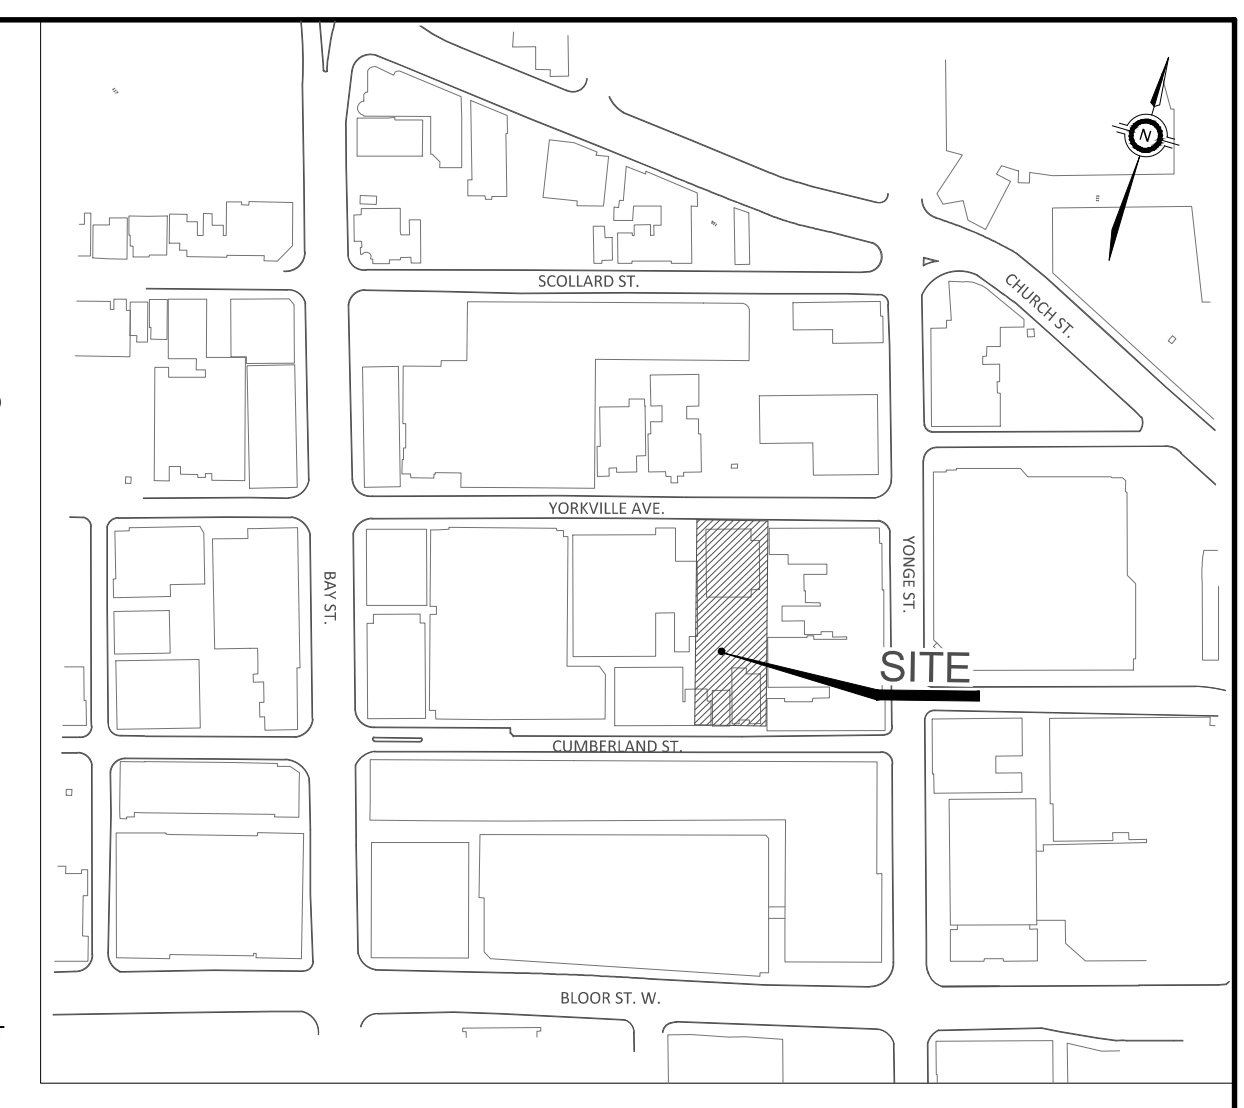 N
SCOLLARD ST.
CHURCH ST.
YORKVILLE AVE.
BAY ST.
YONGE ST.
SITE
CUMBERLAND ST.
BLOOR ST. W.